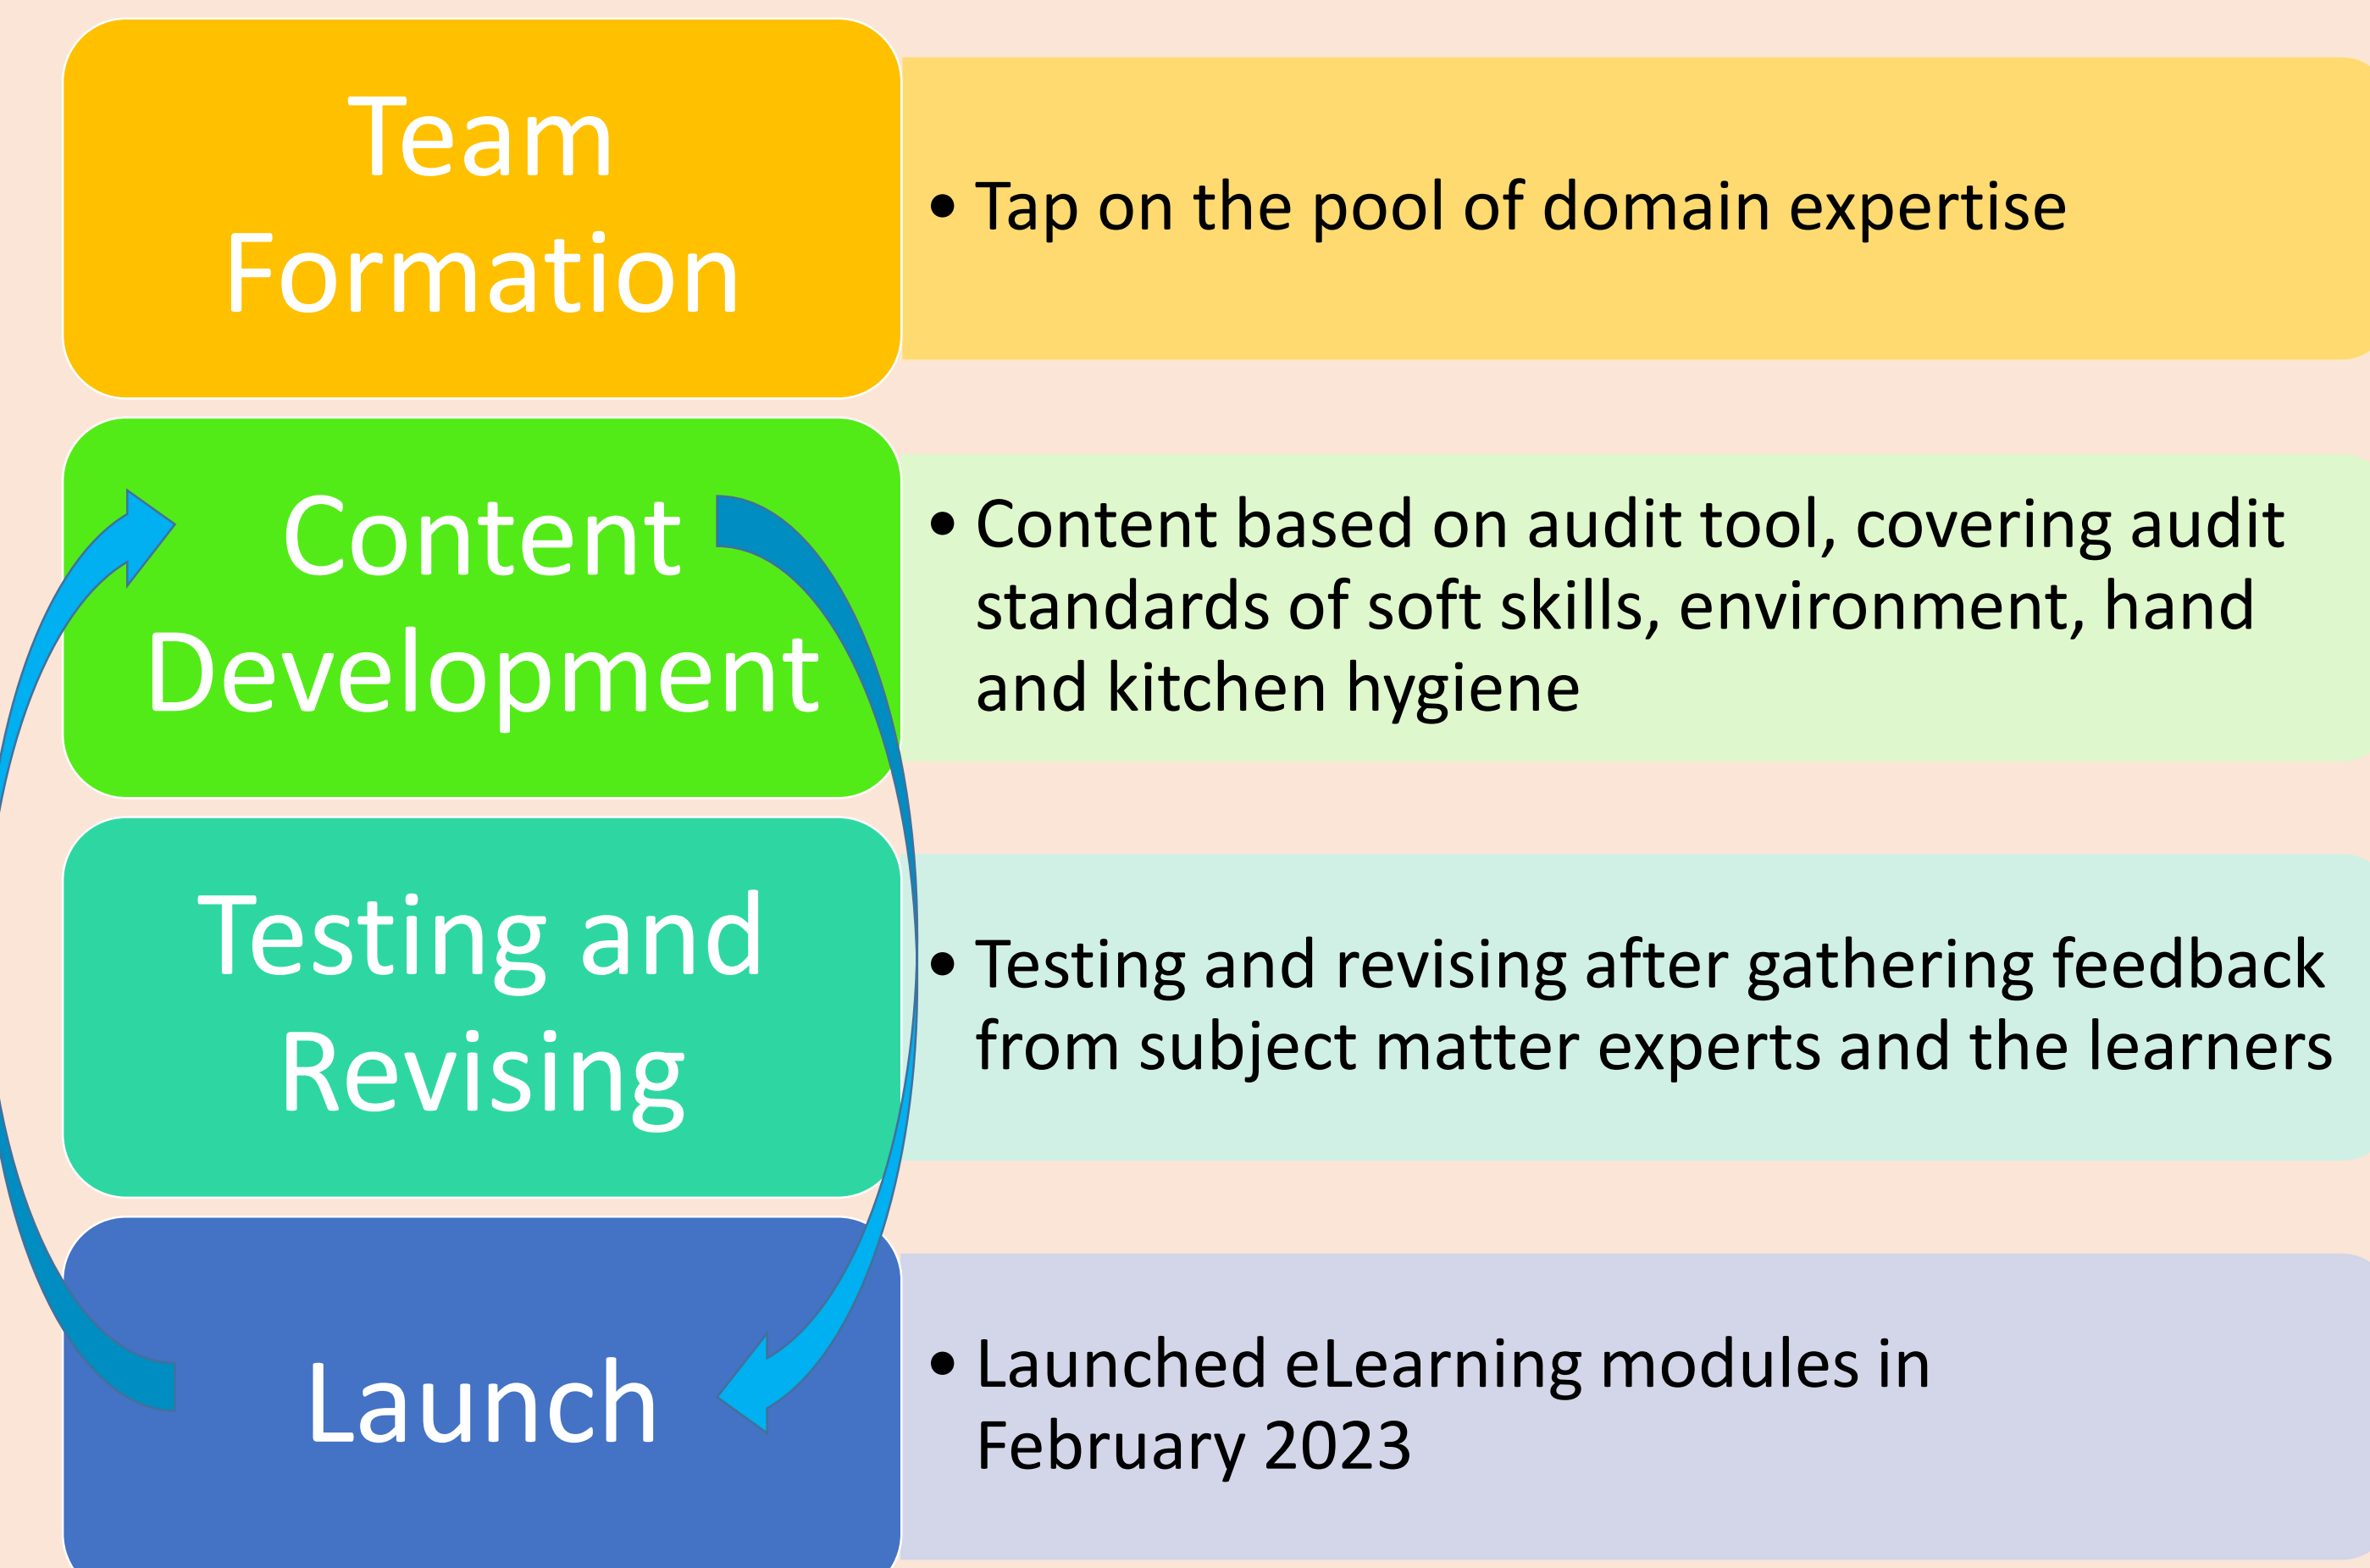 Team
Formation
• Tap on the pool of domain expertise
Content
Development
• Content based on audit tool, covering audit
standards of soft skills, environment, hand
and kitchen hygiene
Testing and
Revising
• Testing and revising after gathering feedback
from subject matter experts and the learners
Launch
• Launched eLearning modules in
February 2023